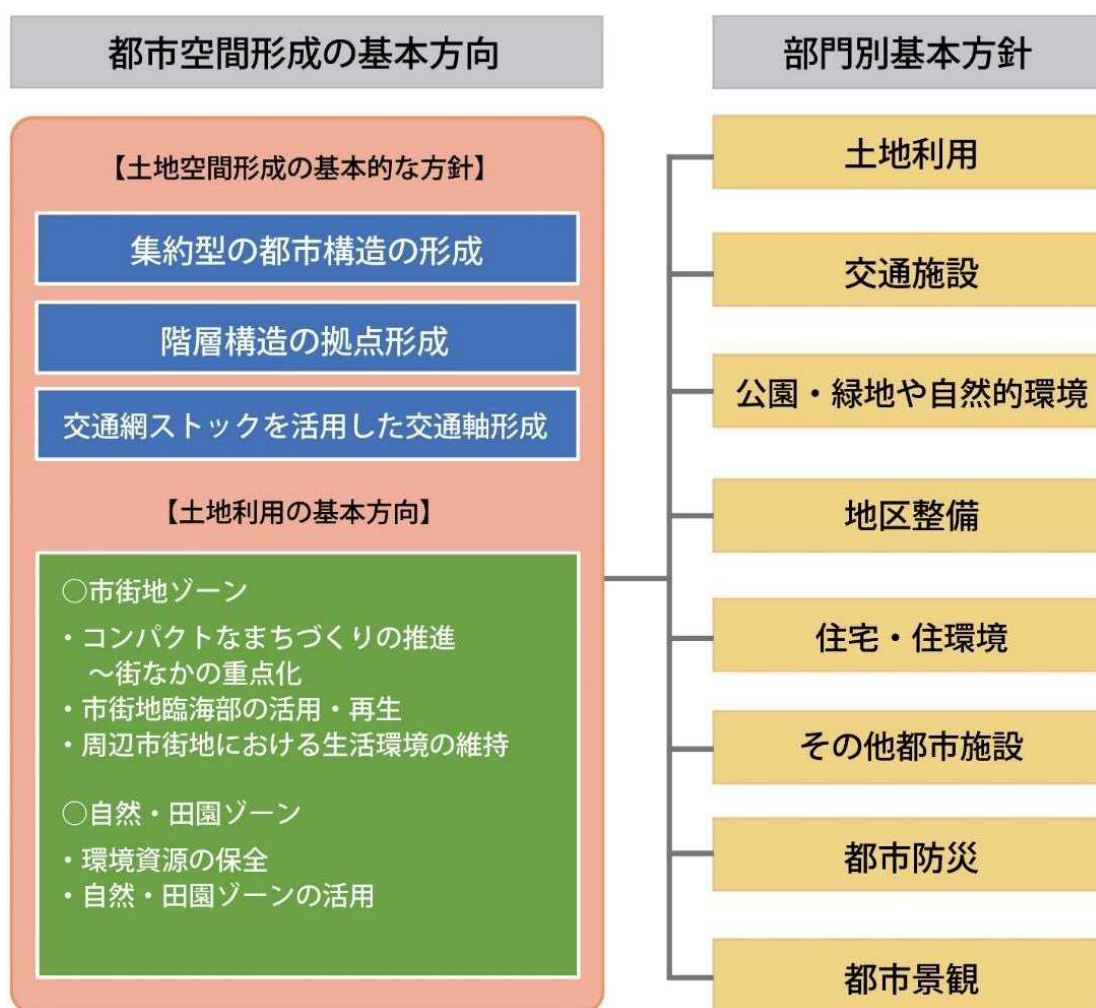 都市空間形成の基本方向
【土地空間形成の基本的な方針】
集約型の都市構造の形成
階層構造の拠点形成
交通網ストックを活用した交通軸形成
【土地利用の基本方向】
○市街地ゾーン
・コンパクトなまちづくりの推進
～街なかの重点化
・市街地臨海部の活用・再生
・周辺市街地における生活環境の維持
○自然・田園ゾーン
・環境資源の保全
・自然・田園ゾーンの活用
部門別基本方針
土地利用
交通施設
公園・緑地や自然的環境
地区整備
住宅・住環境
その他都市施設
都市防災
都市景観